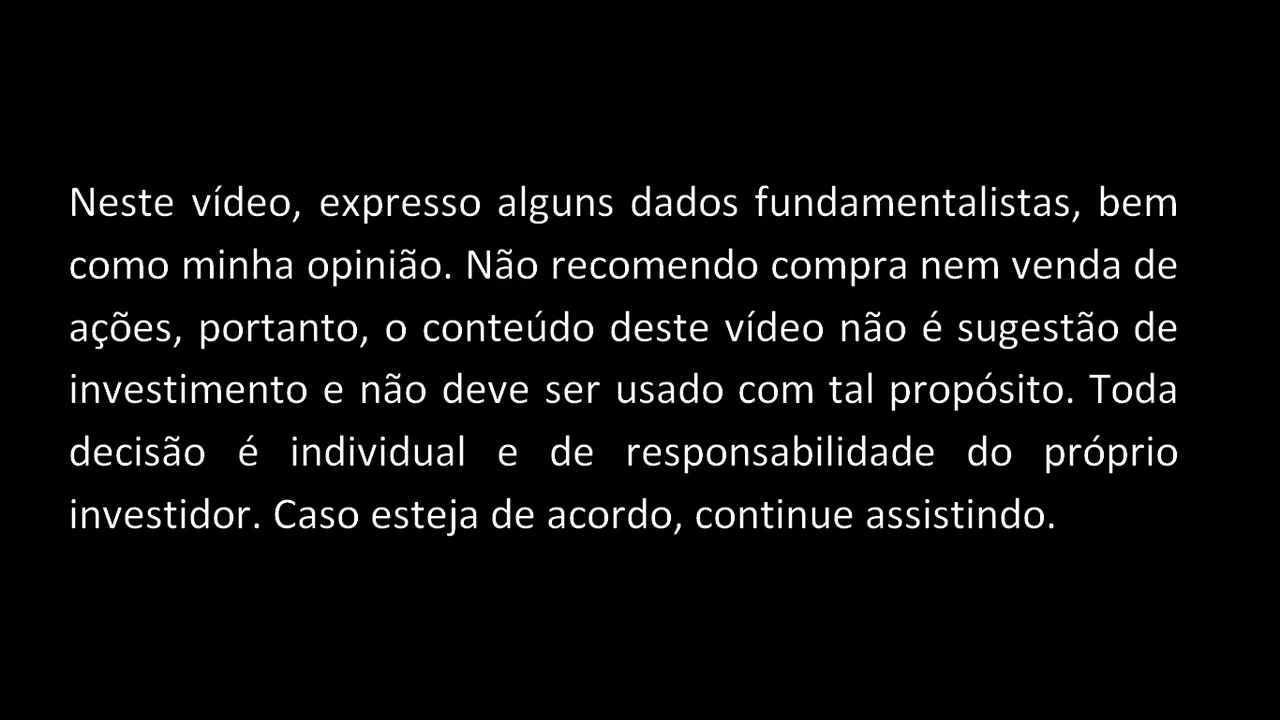 Neste vídeo, expresso alguns dados fundamentalistas, bem
como minha opinião. Não recomendo compra nem venda de
ações, portanto, o conteúdo deste vídeo não é sugestão de
investimento e não deve ser usado com tal propósito. Toda
decisão é individual e de responsabilidade do próprio
investidor. Caso esteja de acordo, continue assistindo.